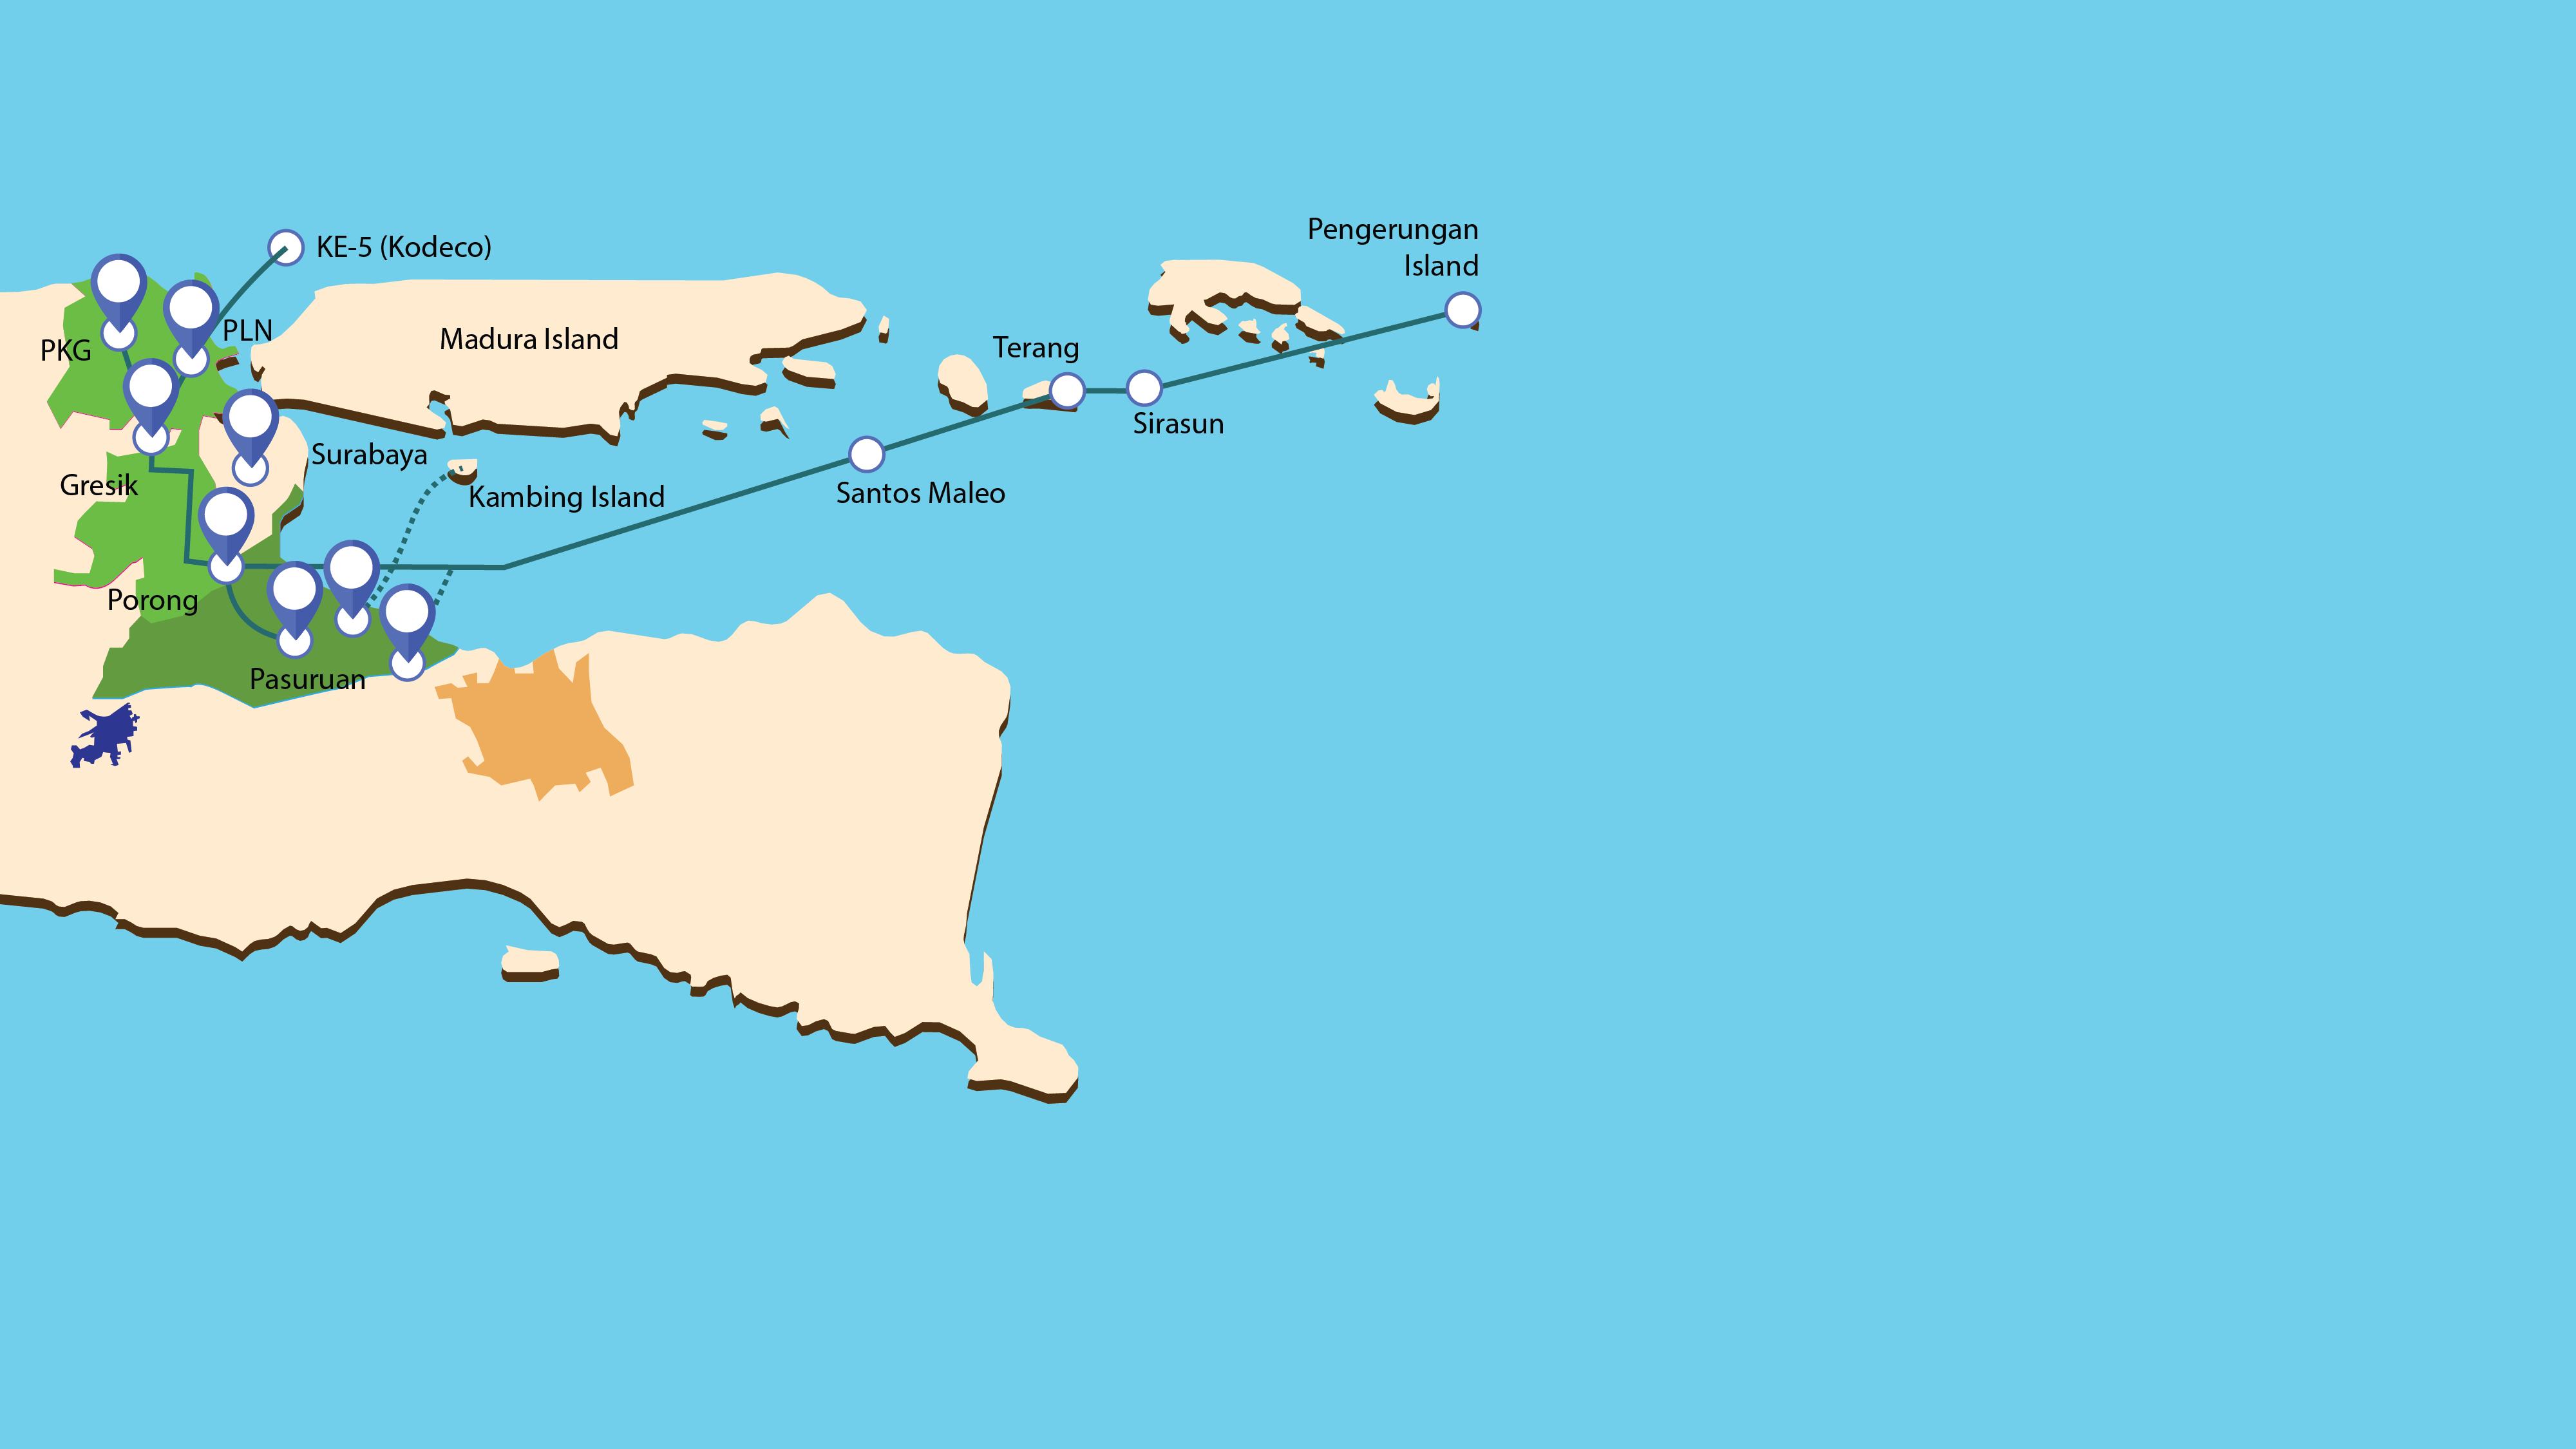 Pengerungan
Island
KE-5 (Kodeco)
PLN
Madura Island
PKG
Terang
Sirasun
Surabaya
Gresik
Kambing Island
Santos Maleo
Porong
Pasuruan